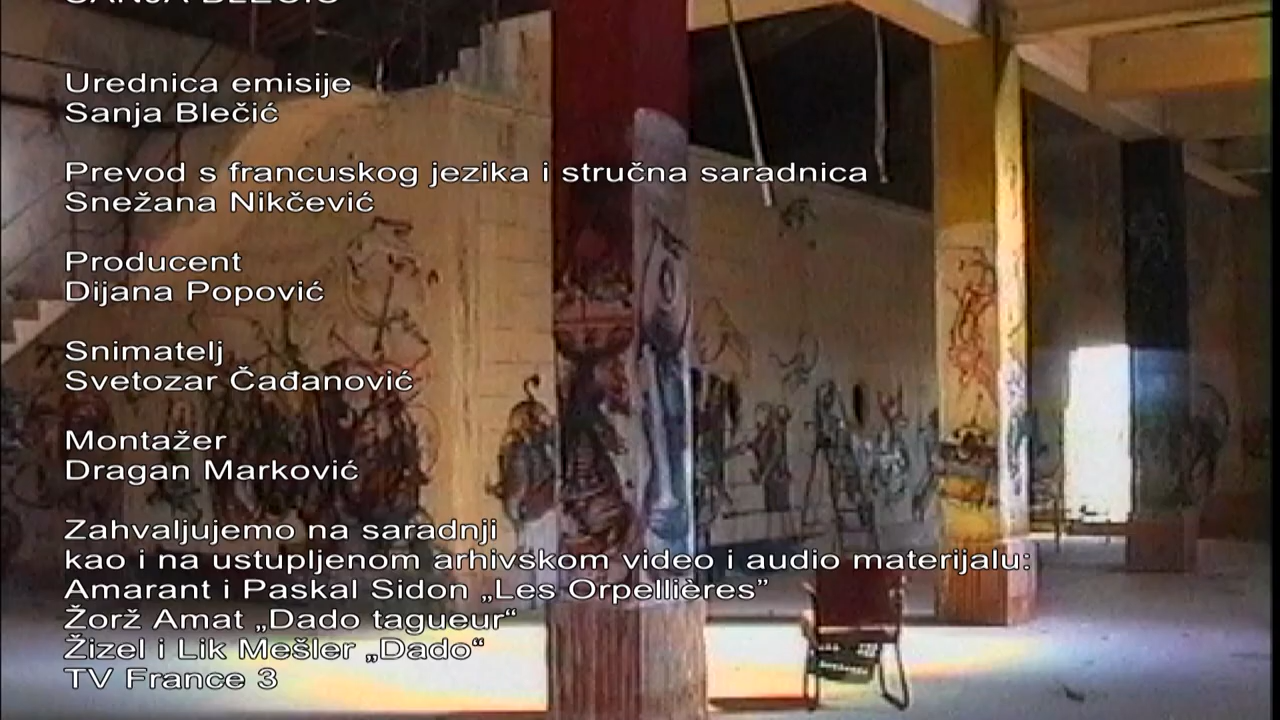 SANJA BLEČIĆ
Urednica emisije
Sanja Blečić
Prevod s francuskog jezika i stručna saradnica
Snežana Nikčević
Producent
Dijana Popović
Snimatelj
Svetozar Čađanović
Montažer
Dragan Marković
Zahvaljujemo na saradnji
kao i na ustupljenom arhivskom video i audio materijalu:
Amarant i Paskal Sidon „Les Orpellières”
Žorž Amat „Dado tagueur“
Žizel i Lik Mešler „Dado“
TV France 3